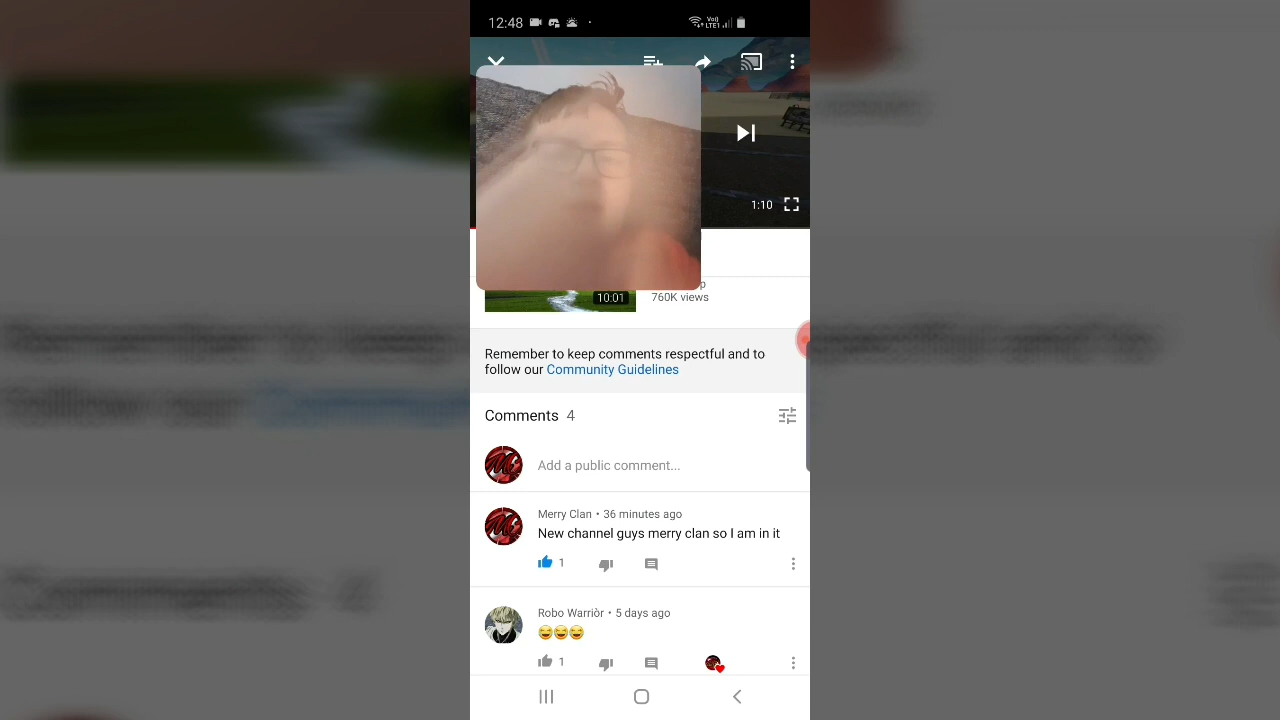 12:48
Vo))
LTE1
1:10
10:01
760K views
Remember to keep comments respectful and to
follow our Community Guidelines
Comments 4
Add a public comment...
Merry Clan • 36 minutes ago
New channel guys merry clan so I am in it
1
Robo Warriòr • 5 days ago
😅😅😅
1